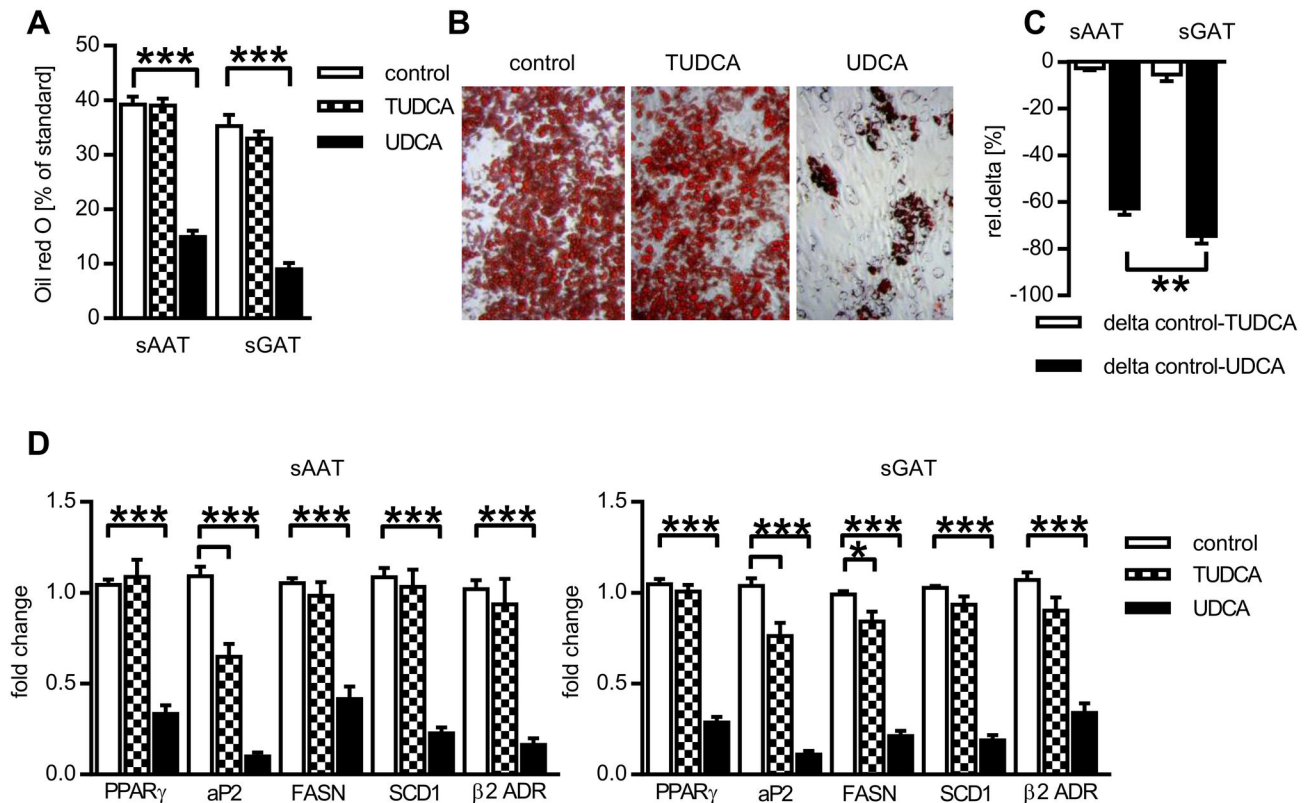 A
Oil red O [% of standard]
50
40
30
20
10
0
***
***
sAAT
sGAT
control
TUDCA
UDCA
B
control
TUDCA
UDCA
C
sAAT
sGAT
rel.delta [%]
0
-20
-40
-60
-80
-100
**
delta control-TUDCA
delta control-UDCA
D
sAAT
fold change
1.5
1.0
0.5
0.0
***
***
***
***
***
PPARγ
aP2
FASN
SCD1
β2 ADR
sGAT
fold change
1.5
1.0
0.5
0.0
***
***
***
*
***
***
PPARγ
aP2
FASN
SCD1
β2 ADR
control
TUDCA
UDCA